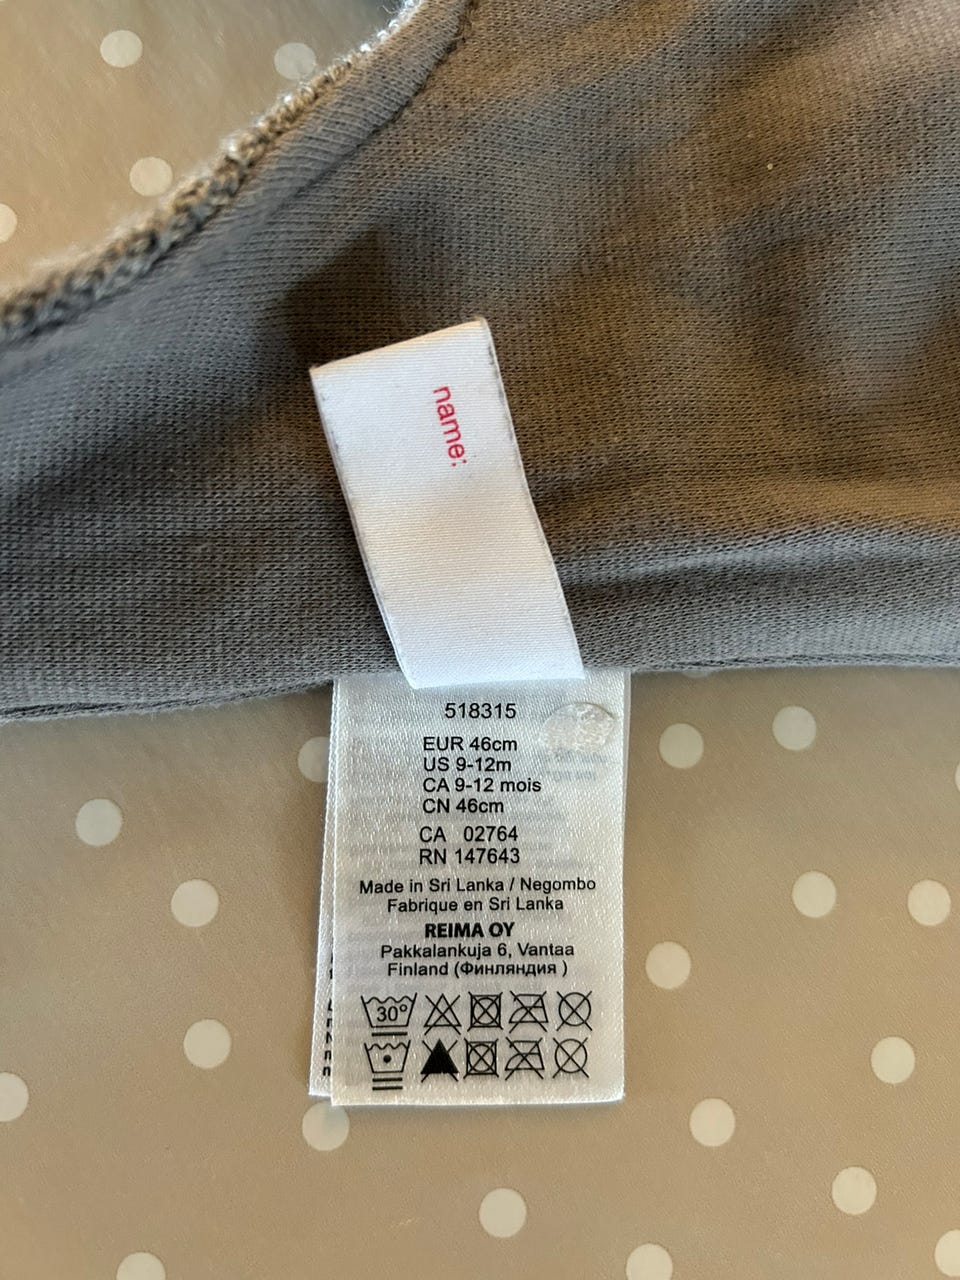 name:
518315
EUR 46cm
US 9-12m
CA 9-12 mois
CN 46cm
CA 02764
RN 147643
Made in Sri Lanka / Negombo
Fabrique en Sri Lanka
REIMA OY
Pakkalankuja 6, Vantaa
Finland (Финляндия )
30°